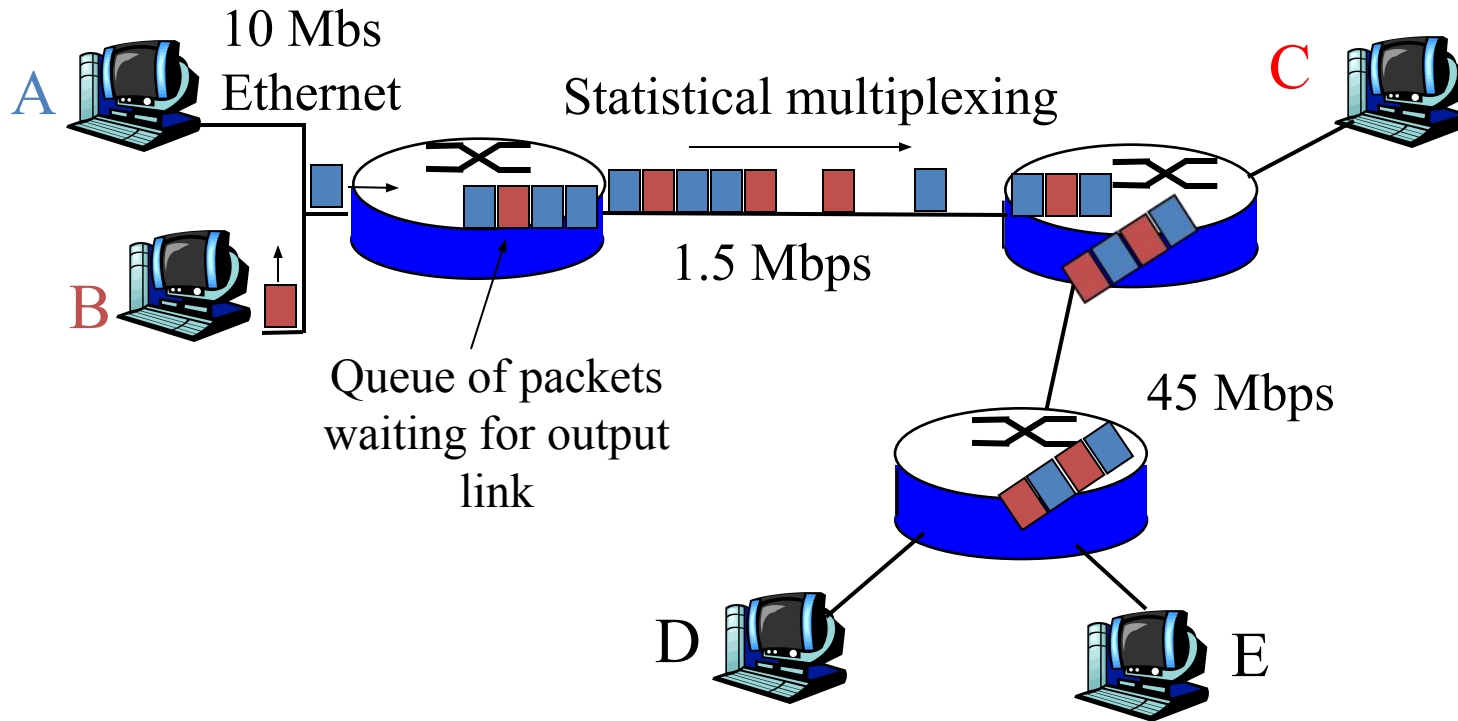 10 Mbs
Ethernet
A
Statistical multiplexing
C
1.5 Mbps
B
Queue of packets
waiting for output
link
45 Mbps
D
E